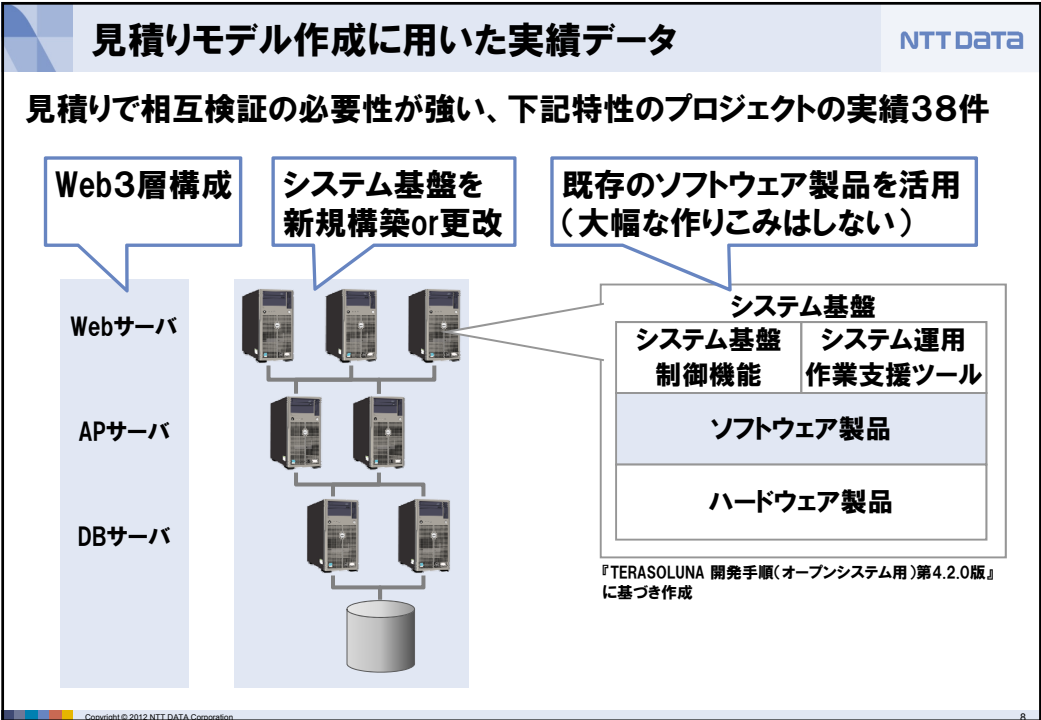 見積りモデル作成に用いた実績データ
NTT DATA
見積りで相互検証の必要性が強い、下記特性のプロジェクトの実績38件
Web3層構成
システム基盤を
新規構築or更改
既存のソフトウェア製品を活用
（大幅な作りこみはしない）
Webサーバ
APサーバ
DBサーバ
システム基盤
システム基盤
制御機能
システム運用
作業支援ツール
ソフトウェア製品
ハードウェア製品
『TERASOLUNA 開発手順（オープンシステム用）第4.2.0版』
に基づき作成
Copyright © 2012 NTT DATA Corporation
8